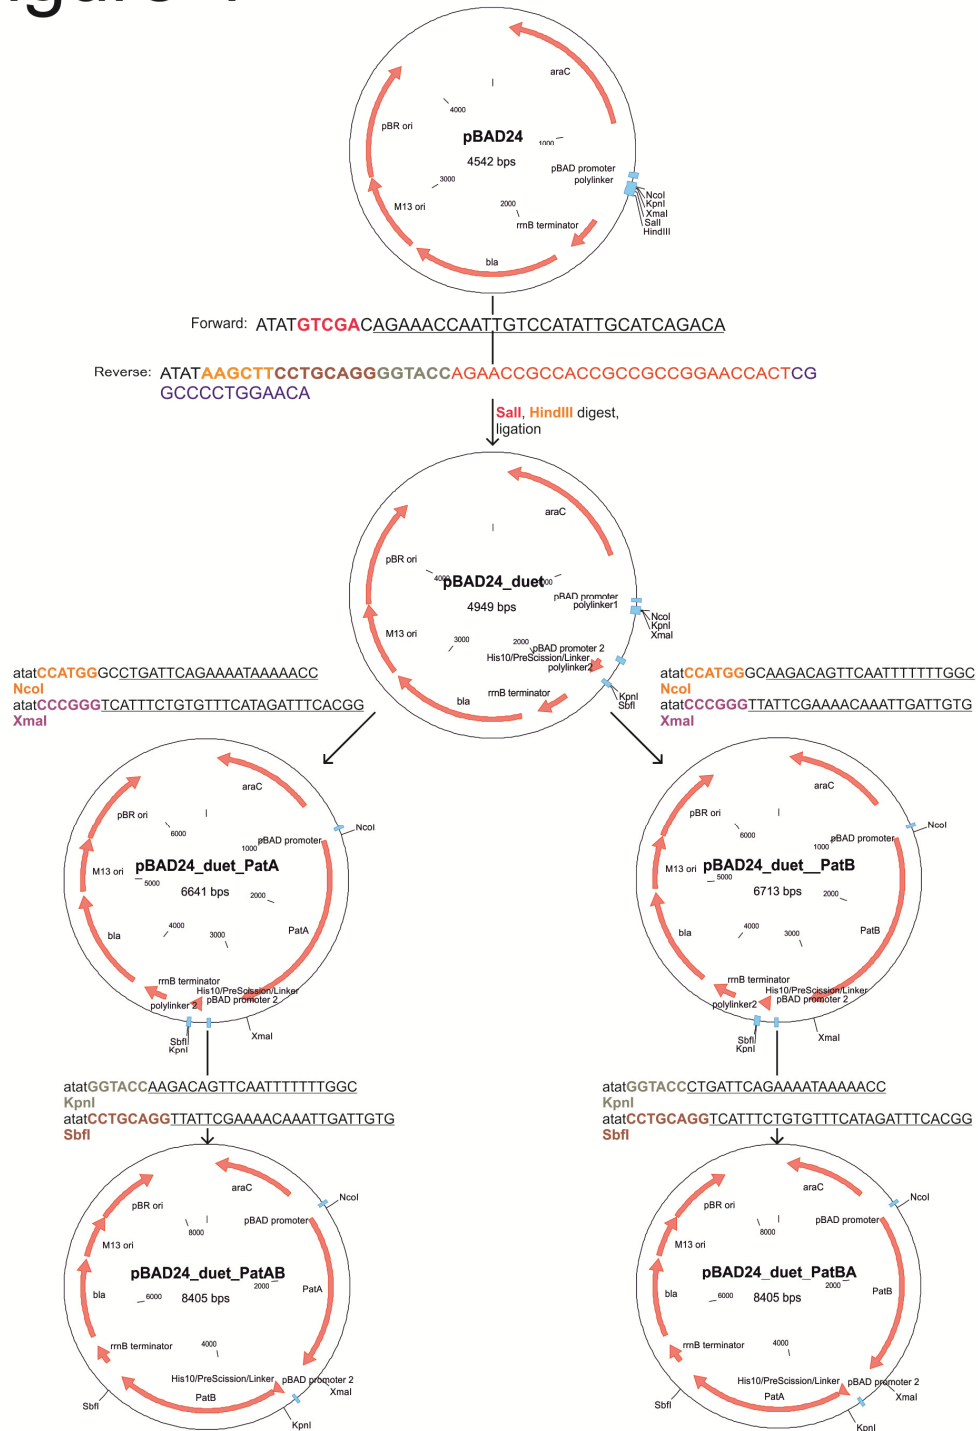 araC
pBR ori
4000
pBAD24
4542 bps
1000
pBAD promoter
polylinker
3000
M13 ori
2000
rrnB terminator
bla
NcoI
KpnI
XmaI
SalI
HindIII
Forward: ATATGTCGACAGAAACCAATTGTCCATATTGCATCAGACA
Reverse: ATATAAGCTTCCTGCAGGGGTACCAGAACCGCCACCGCCGCCGGAACCACTCG
GCCCCTGGAACA
SalI, HindIII digest,
ligation
araC
pBR ori
4000
pBAD24_duet
4949 bps
pBAD promoter
polylinker1
NcoI
KpnI
XmaI
M13 ori
3000
2000
pBAD promoter 2
His10/PreScission/Linker
polylinker2
rrnB terminator
KpnI
SbfI
bla
atatCCATGGGCCTGATTCAGAAAATAAAAACC
NcoI
atatCCCGGGTCATTTCTGTGTTTCATAGATTTCACGG
XmaI
atatCCATGGGCAAGACAGTTCAATTTTTTTGGC
NcoI
atatCCCGGGTTATTCGAAAACAAATTGATTGTG
XmaI
araC
pBR ori
6000
NcoI
1000
pBAD promoter
pBAD24_duet_PatA
M13 ori
5000
6641 bps
2000
4000
3000
PatA
bla
rrnB terminator
His10/PreScission/Linker
polylinker 2
pBAD promoter 2
SbfI
KpnI
XmaI
araC
pBR ori
6000
NcoI
1000
pBAD promoter
pBAD24_duet__PatB
M13 ori
5000
6713 bps
2000
4000
3000
PatB
bla
rrnB terminator
His10/PreScission/Linker
polylinker2
pBAD promoter 2
SbfI
KpnI
XmaI
atatGGTACCAAGACAGTTCAATTTTTTTGGC
KpnI
atatCCTGCAGGTTATTCGAAAACAAATTGATTGTG
SbfI
atatGGTACCCTGATTCAGAAAATAAAAACC
KpnI
atatCCTGCAGGTCATTTCTGTGTTTCATAGATTTCACGG
SbfI
araC
NcoI
pBR ori
8000
pBAD promoter
M13 ori
pBAD24_duet_PatAB
2000
PatA
bla
6000
8405 bps
rrnB terminator
4000
His10/PreScission/Linker
pBAD promoter 2
XmaI
SbfI
PatB
KpnI
araC
NcoI
pBR ori
8000
pBAD promoter
M13 ori
pBAD24_duet_PatBA
2000
PatB
bla
6000
8405 bps
rrnB terminator
4000
His10/PreScission/Linker
pBAD promoter 2
XmaI
SbfI
PatA
KpnI